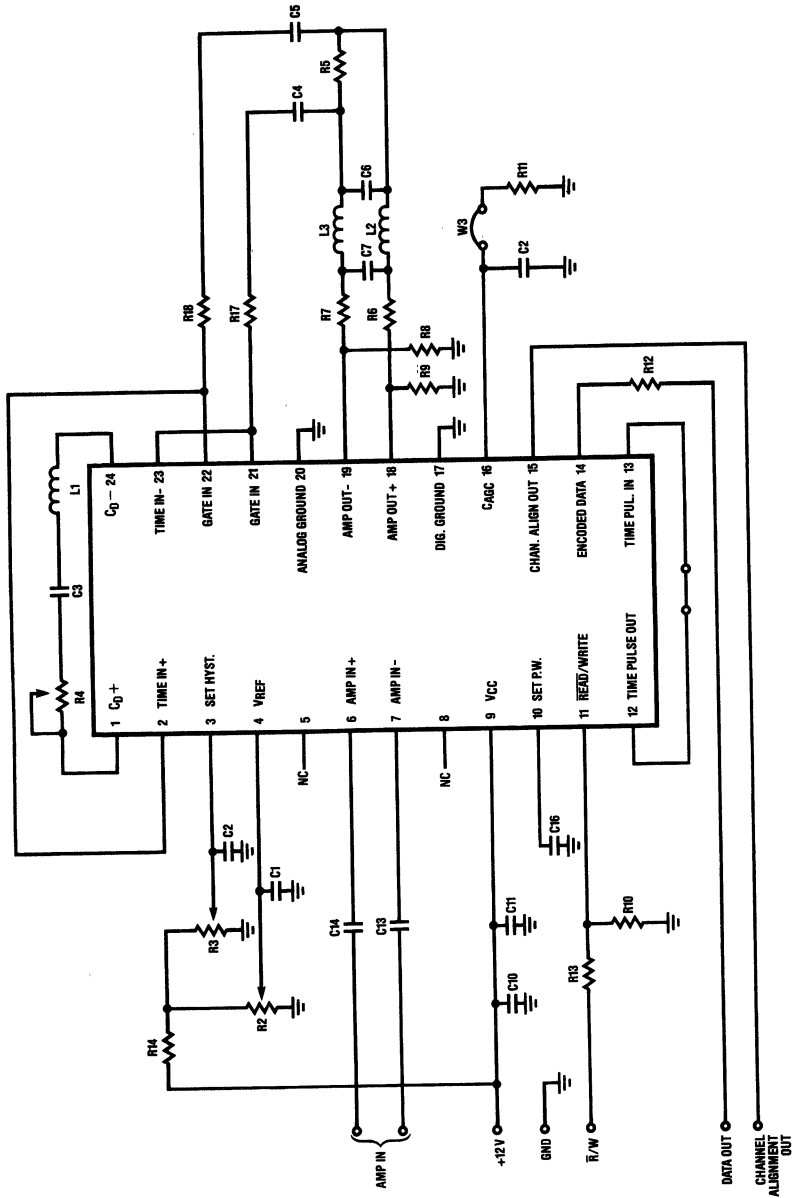 C5
R5
C4
C6
L3
L2
C7
R18
R17
R7
R6
R8
R9
W3
R11
C2
R12
L1
C3
R4
CD− 24
TIME IN− 23
GATE IN 22
GATE IN 21
ANALOG GROUND 20
AMP OUT− 19
AMP OUT+ 18
DIG. GROUND 17
CAGC 16
CHAN. ALIGN OUT 15
ENCODED DATA 14
TIME PUL. IN 13
1 CD+
2 TIME IN+
3 SET HYST.
4 VREF
5
6 AMP IN+
7 AMP IN−
8
9 VCC
10 SET P.W.
11 READ/WRITE
12 TIME PULSE OUT
NC
NC
C2
C1
R3
R2
R14
C14
C13
C11
C10
C16
R13
R10
AMP IN
+12 V
GND
R/W
DATA OUT
CHANNEL
ALIGNMENT
OUT